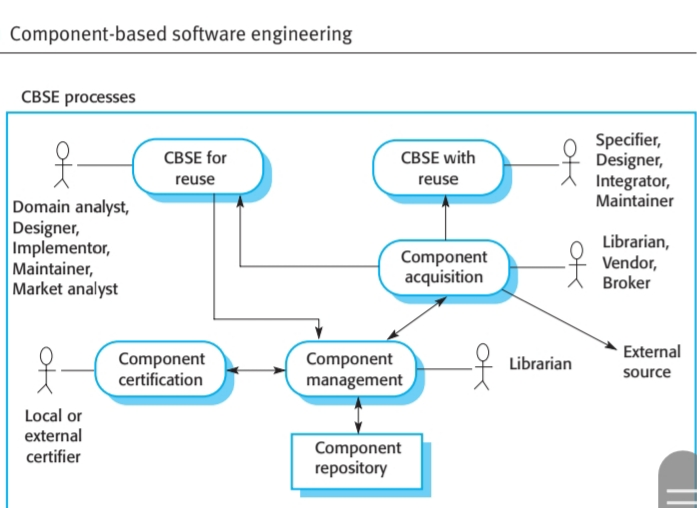 Component-based software engineering
CBSE processes
CBSE for
reuse
CBSE with
reuse
Specifier,
Designer,
Integrator,
Maintainer
Domain analyst,
Designer,
Implementor,
Maintainer,
Market analyst
Component
acquisition
Librarian,
Vendor,
Broker
Component
certification
Component
management
Librarian
External
source
Local or
external
certifier
Component
repository